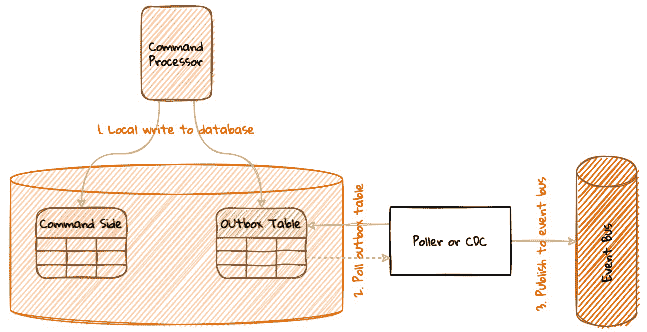 Command
Processor
1. Local write to database
Command Side
OUtbox Table
2. Poll outbox table
Poller or CDC
3. Publish to event bus
Event Bus